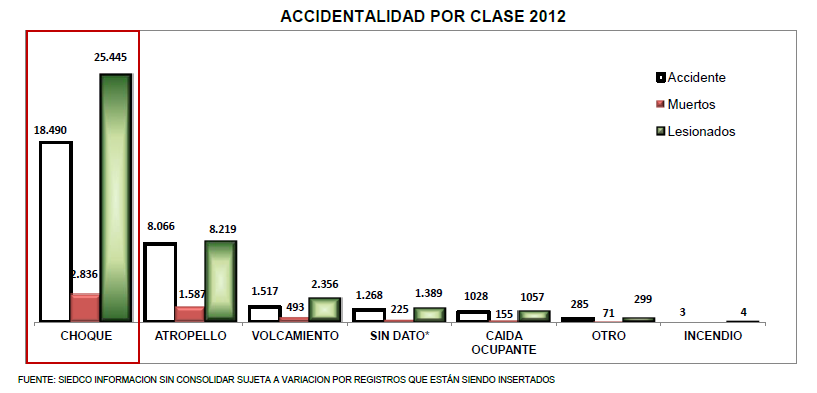 ACCIDENTALIDAD POR CLASE 2012
25.445
18.490
2.836
8.066
1.587
8.219
1.517
493
2.356
1.268
225
1.389
1028
155
1057
285
71
299
3
4
Accidente
Muertos
Lesionados
CHOQUE
ATROPELLO
VOLCAMIENTO
SIN DATO*
CAIDA
OCUPANTE
OTRO
INCENDIO
FUENTE: SIEDCO INFORMACION SIN CONSOLIDAR SUJETA A VARIACION POR REGISTROS QUE ESTÁN SIENDO INSERTADOS